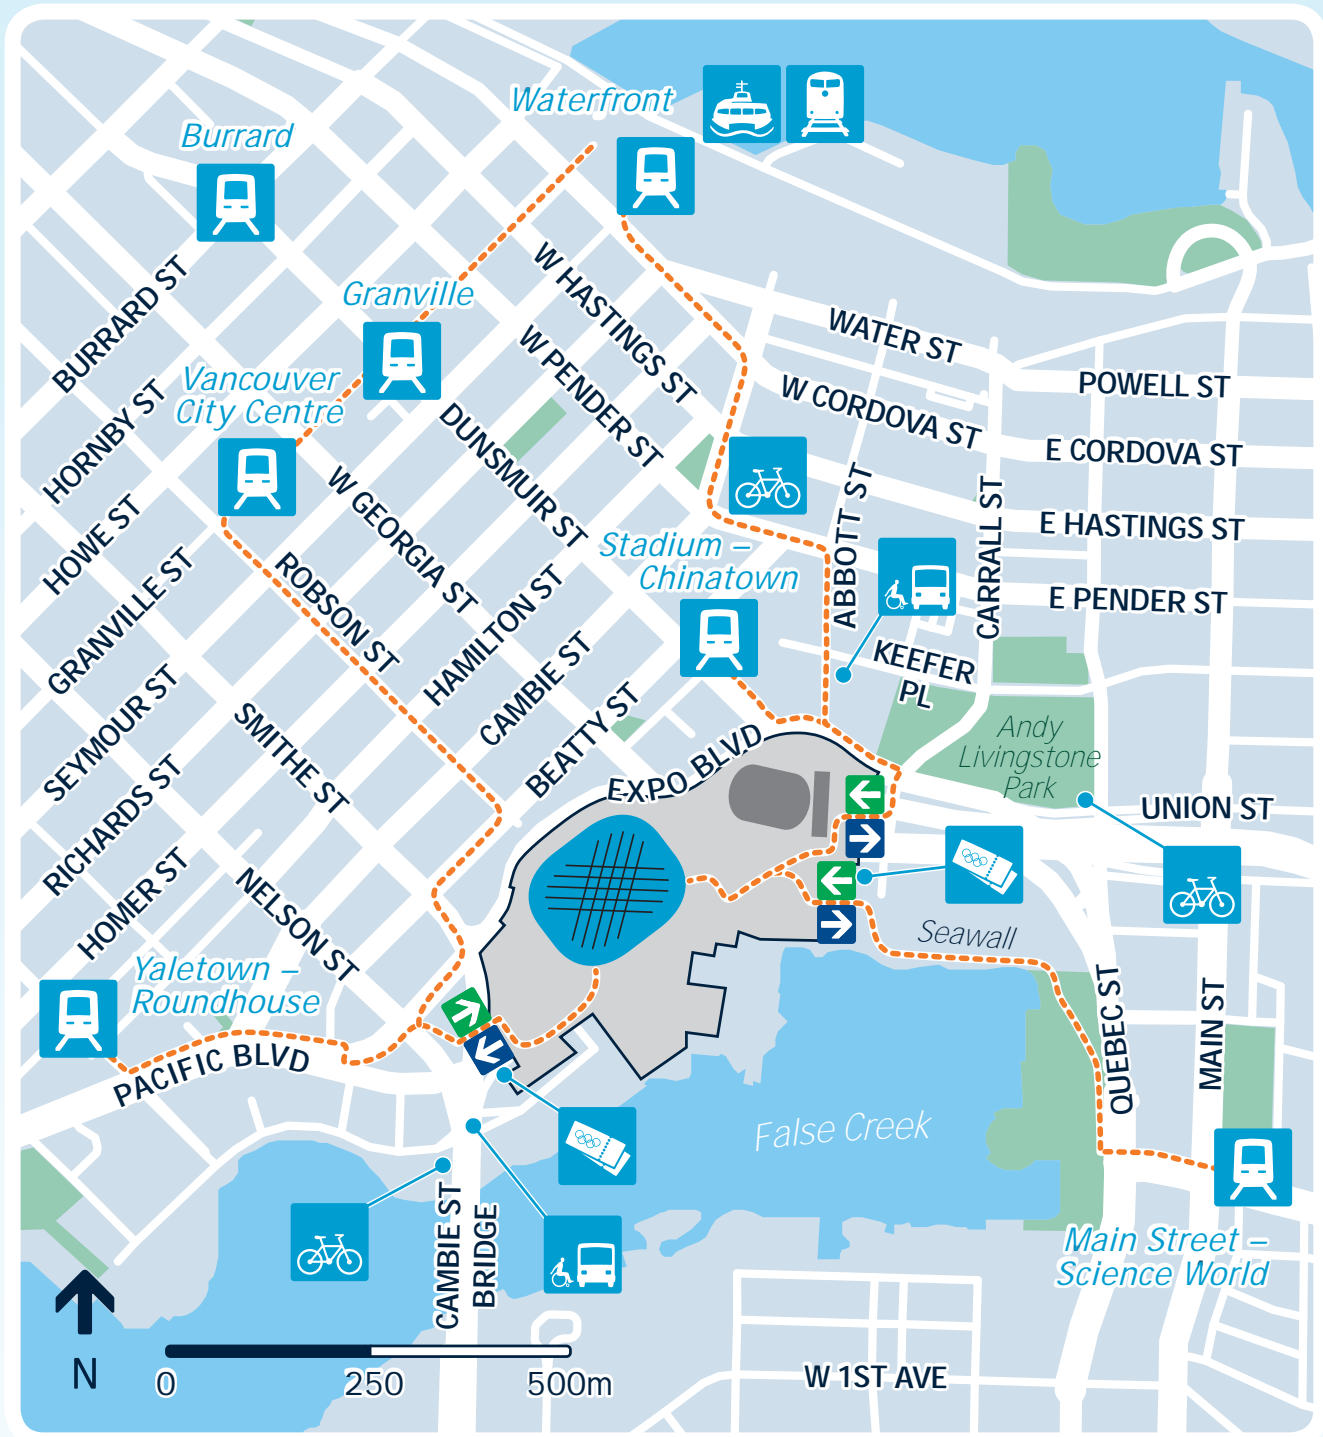 Waterfront
Burrard
Granville
Vancouver
City Centre
BURRARD ST
HORNBY ST
HOWE ST
GRANVILLE ST
SEYMOUR ST
RICHARDS ST
HOMER ST
W HASTINGS ST
W PENDER ST
DUNSMUIR ST
W GEORGIA ST
ROBSON ST
SMITHE ST
NELSON ST
HAMILTON ST
CAMBIE ST
BEATTY ST
EXPO BLVD
WATER ST
W CORDOVA ST
POWELL ST
E CORDOVA ST
E HASTINGS ST
E PENDER ST
ABBOTT ST
CARRALL ST
KEEFER
PL
Stadium –
Chinatown
Andy
Livingstone
Park
UNION ST
Seawall
QUEBEC ST
MAIN ST
Yaletown –
Roundhouse
PACIFIC BLVD
False Creek
CAMBIE ST
BRIDGE
Main Street –
Science World
W 1ST AVE
N
0
250
500m